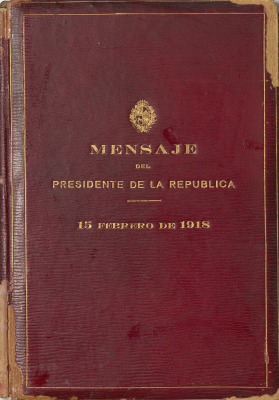 MENSAJE
DEL
PRESIDENTE DE LA REPUBLICA
15 FEBRERO DE 1918